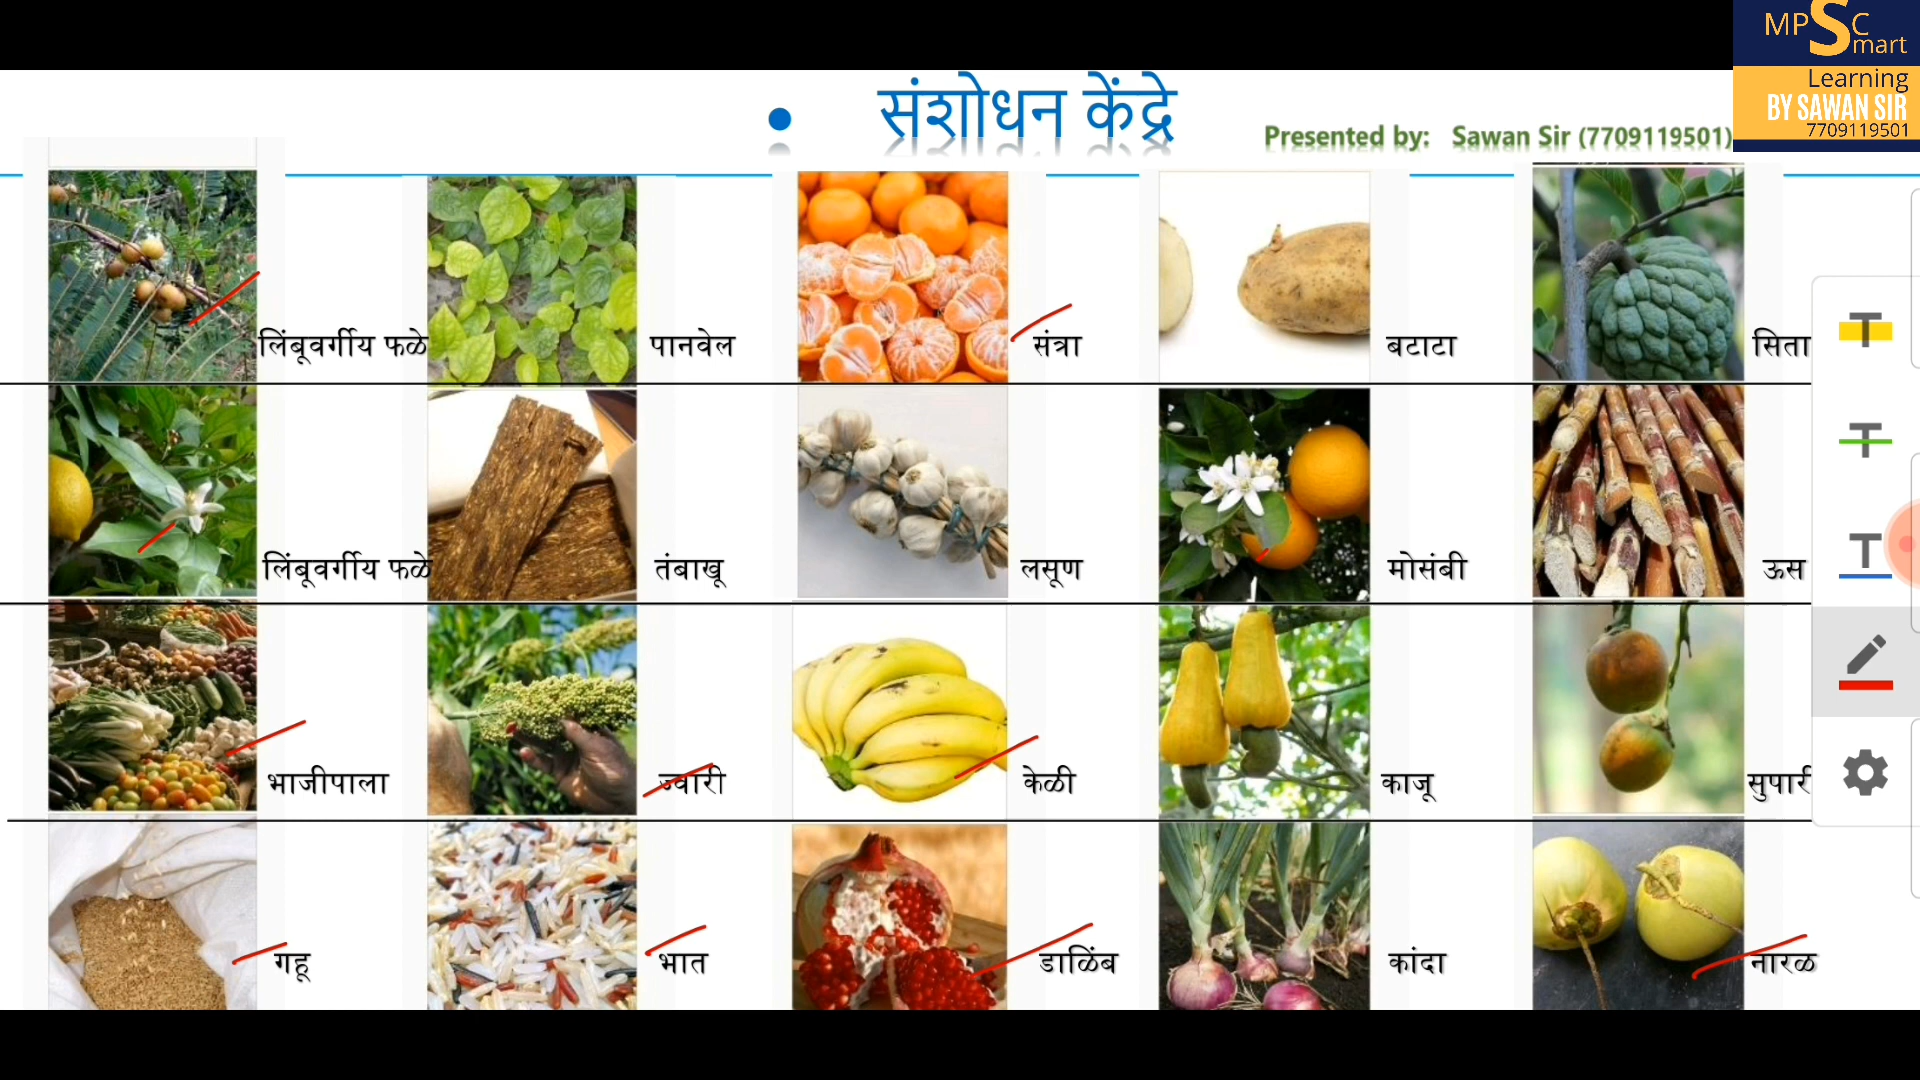 MPSC
mart
Learning
BY SAWAN SIR
7709119501
• संशोधन केंद्रे
Presented by: Sawan Sir (7709119501)
लिंबूवर्गीय फळे पानवेल संत्रा बटाटा सिता
लिंबूवर्गीय फळे तंबाखू लसूण मोसंबी ऊस
भाजीपाला ज्वारी केळी काजू सुपारी
गहू भात डाळिंब कांदा नारळ